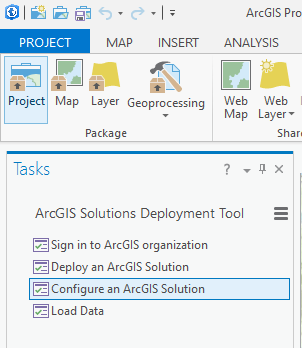 ArcGIS Pro
PROJECT MAP INSERT ANALYSIS
Project Map Layer Geoprocessing Web Map Web Layer
Package Shar
Tasks ?
ArcGIS Solutions Deployment Tool
Sign in to ArcGIS organization
Deploy an ArcGIS Solution
Configure an ArcGIS Solution
Load Data